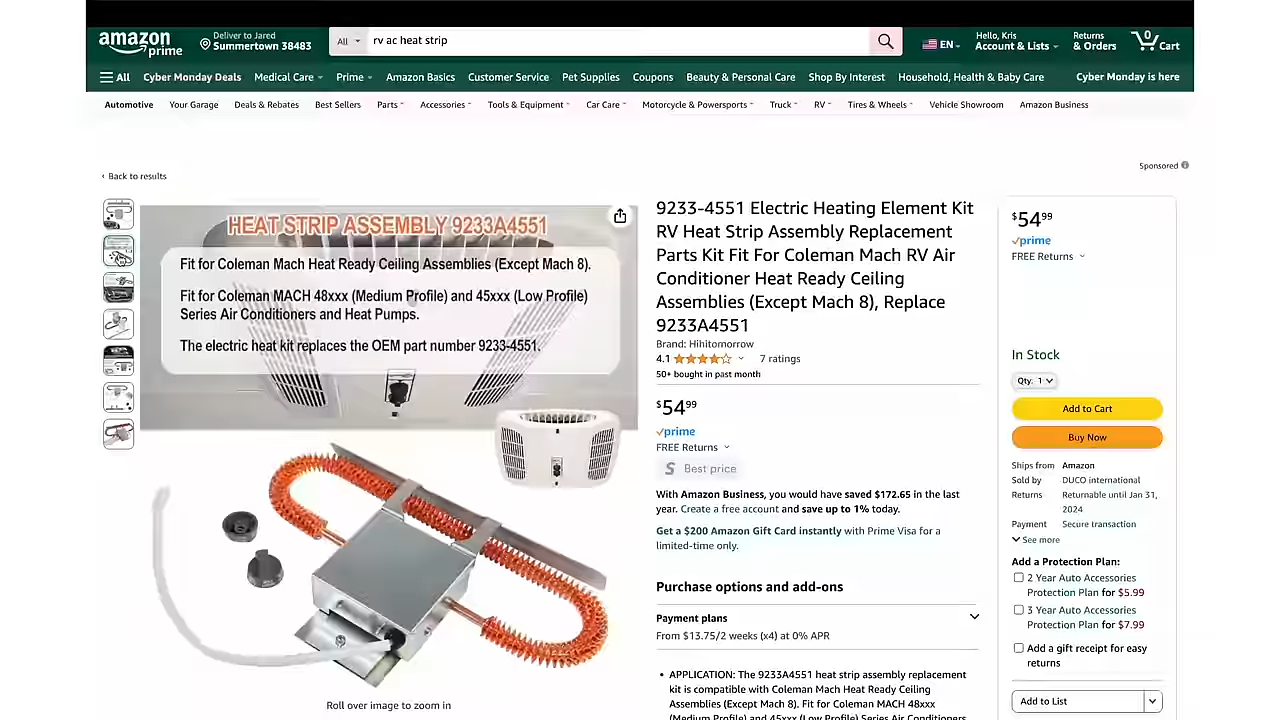 amazon
prime
Deliver to Jared
Summertown 38483
All
rv ac heat strip
EN
Hello, Kris
Account & Lists
Returns
& Orders
0
Cart
All
Cyber Monday Deals
Medical Care
Prime
Amazon Basics
Customer Service
Pet Supplies
Coupons
Beauty & Personal Care
Shop By Interest
Household, Health & Baby Care
Cyber Monday is here
Automotive
Your Garage
Deals & Rebates
Best Sellers
Parts
Accessories
Tools & Equipment
Car Care
Motorcycle & Powersports
Truck
RV
Tires & Wheels
Vehicle Showroom
Amazon Business
Sponsored
‹ Back to results
HEAT STRIP ASSEMBLY 9233A4551
Fit for Coleman Mach Heat Ready Ceiling Assemblies (Except Mach 8).
Fit for Coleman MACH 48xxx (Medium Profile) and 45xxx (Low Profile)
Series Air Conditioners and Heat Pumps.
The electric heat kit replaces the OEM part number 9233-4551.
Roll over image to zoom in
9233-4551 Electric Heating Element Kit
RV Heat Strip Assembly Replacement
Parts Kit Fit For Coleman Mach RV Air
Conditioner Heat Ready Ceiling
Assemblies (Except Mach 8), Replace
9233A4551
Brand: Hihitomorrow
4.1
7 ratings
50+ bought in past month
$54 99
prime
FREE Returns
S Best price
With Amazon Business, you would have saved $172.65 in the last
year. Create a free account and save up to 1% today.
Get a $200 Amazon Gift Card instantly with Prime Visa for a
limited-time only.
Purchase options and add-ons
Payment plans
From $13.75/2 weeks (x4) at 0% APR
• APPLICATION: The 9233A4551 heat strip assembly replacement
kit is compatible with Coleman Mach Heat Ready Ceiling
Assemblies (Except Mach 8). Fit for Coleman MACH 48xxx
(Medium Profile) and 45xxx (Low Profile) Series Air Conditioners
$54 99
prime
FREE Returns
In Stock
Qty: 1
Add to Cart
Buy Now
Ships from Amazon
Sold by DUCO international
Returns Returnable until Jan 31,
2024
Payment Secure transaction
See more
Add a Protection Plan:
2 Year Auto Accessories
Protection Plan for $5.99
3 Year Auto Accessories
Protection Plan for $7.99
Add a gift receipt for easy
returns
Add to List